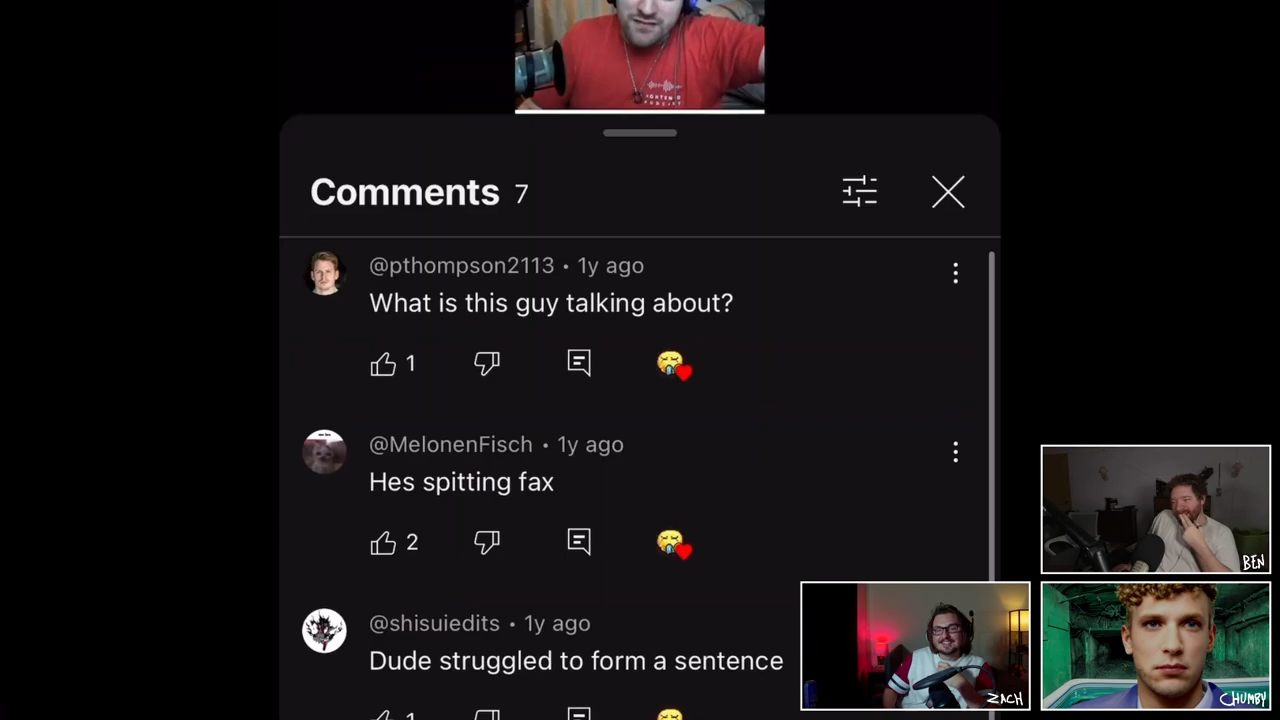 Comments 7
@pthompson2113 • 1y ago
What is this guy talking about?
1
@MelonenFisch • 1y ago
Hes spitting fax
2
@shisuiedits • 1y ago
Dude struggled to form a sentence
1
BEN
ZACH
CHUMBY